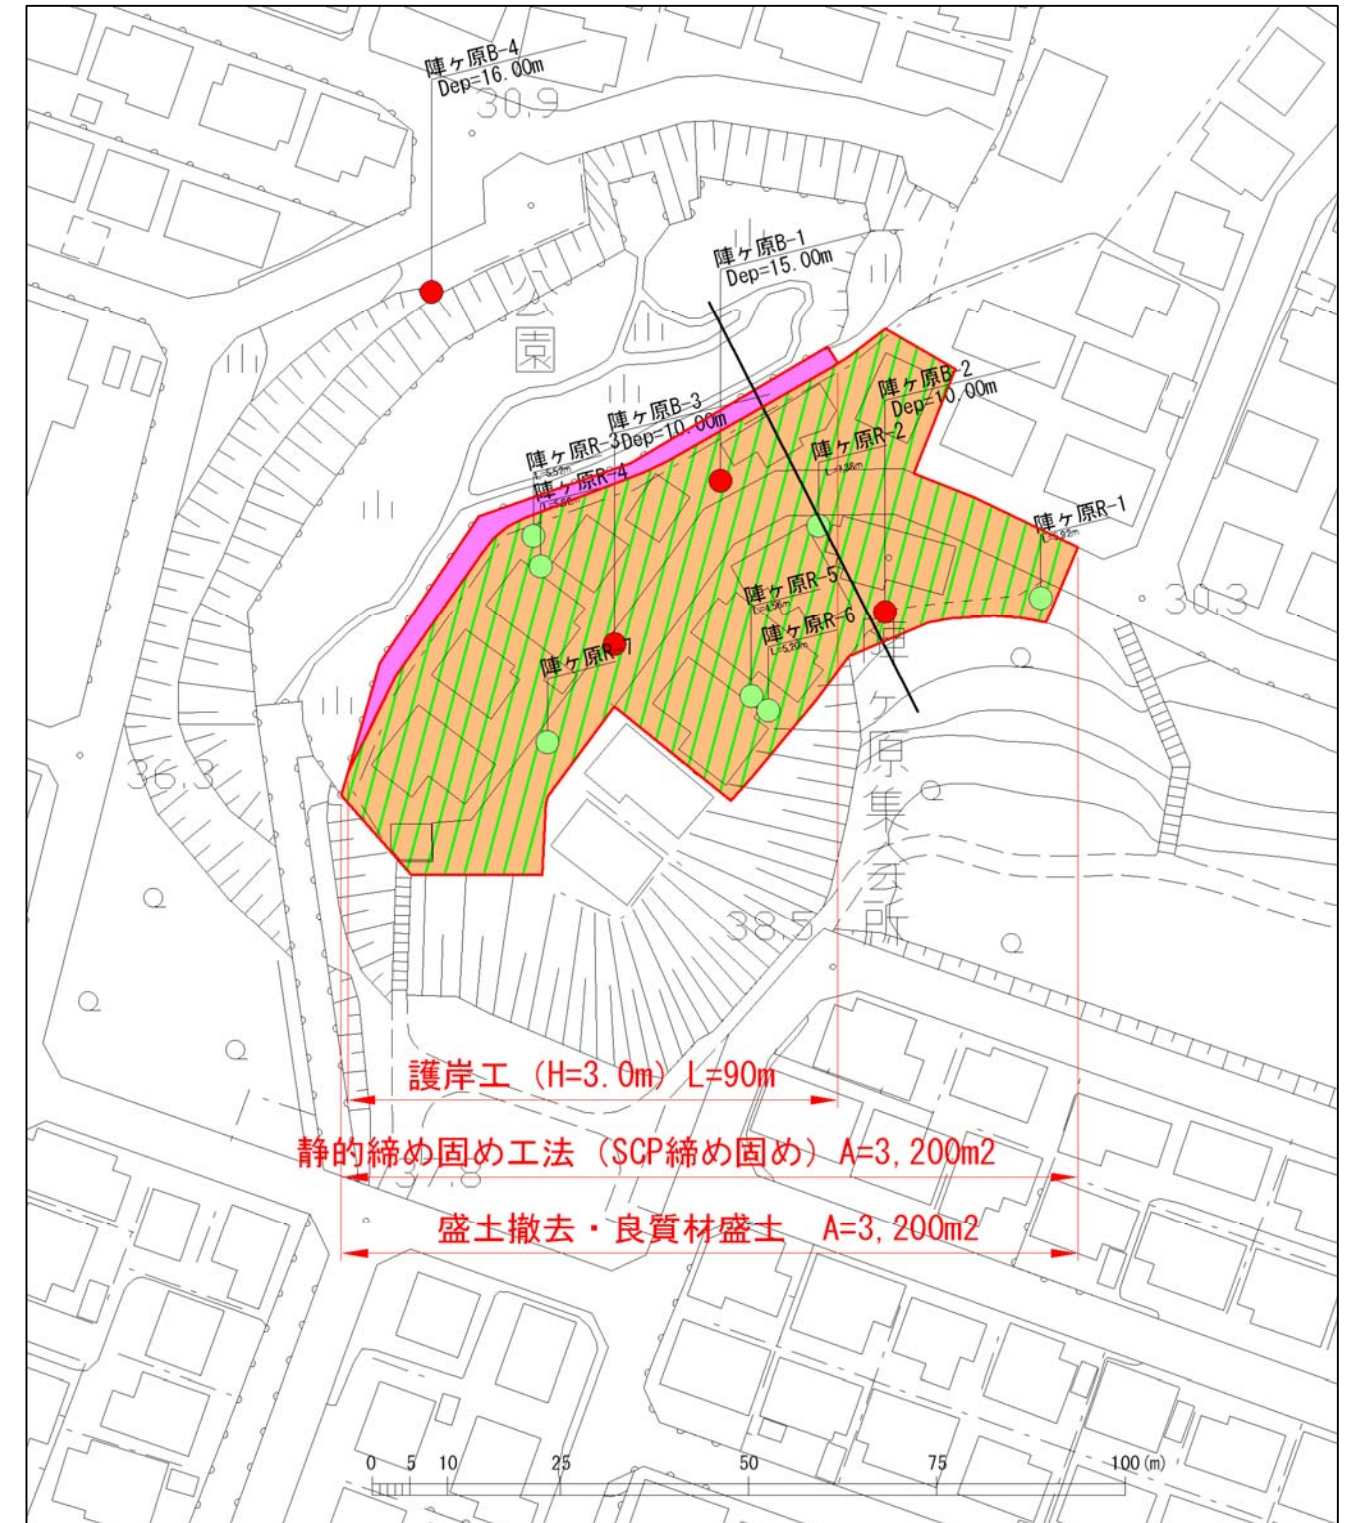 陣ヶ原B-4
Dep=16.00m
30.9
陣ヶ原B-1
Dep=15.00m
公園
陣ヶ原B-2
Dep=10.00m
陣ヶ原B-3
Dep=10.00m
陣ヶ原R-2
陣ヶ原R-3
陣ヶ原R-4
陣ヶ原R-1
陣ヶ原R-5
陣ヶ原R-6
L=5.20m
30.3
陣ヶ原R-7
陣ヶ原集会所
36.3
38.5
護岸工 (H=3.0m) L=90m
静的締め固め工法 (SCP締め固め) A=3,200m2
盛土撤去・良質材盛土 A=3,200m2
0 5 10 25 50 75 100 (m)